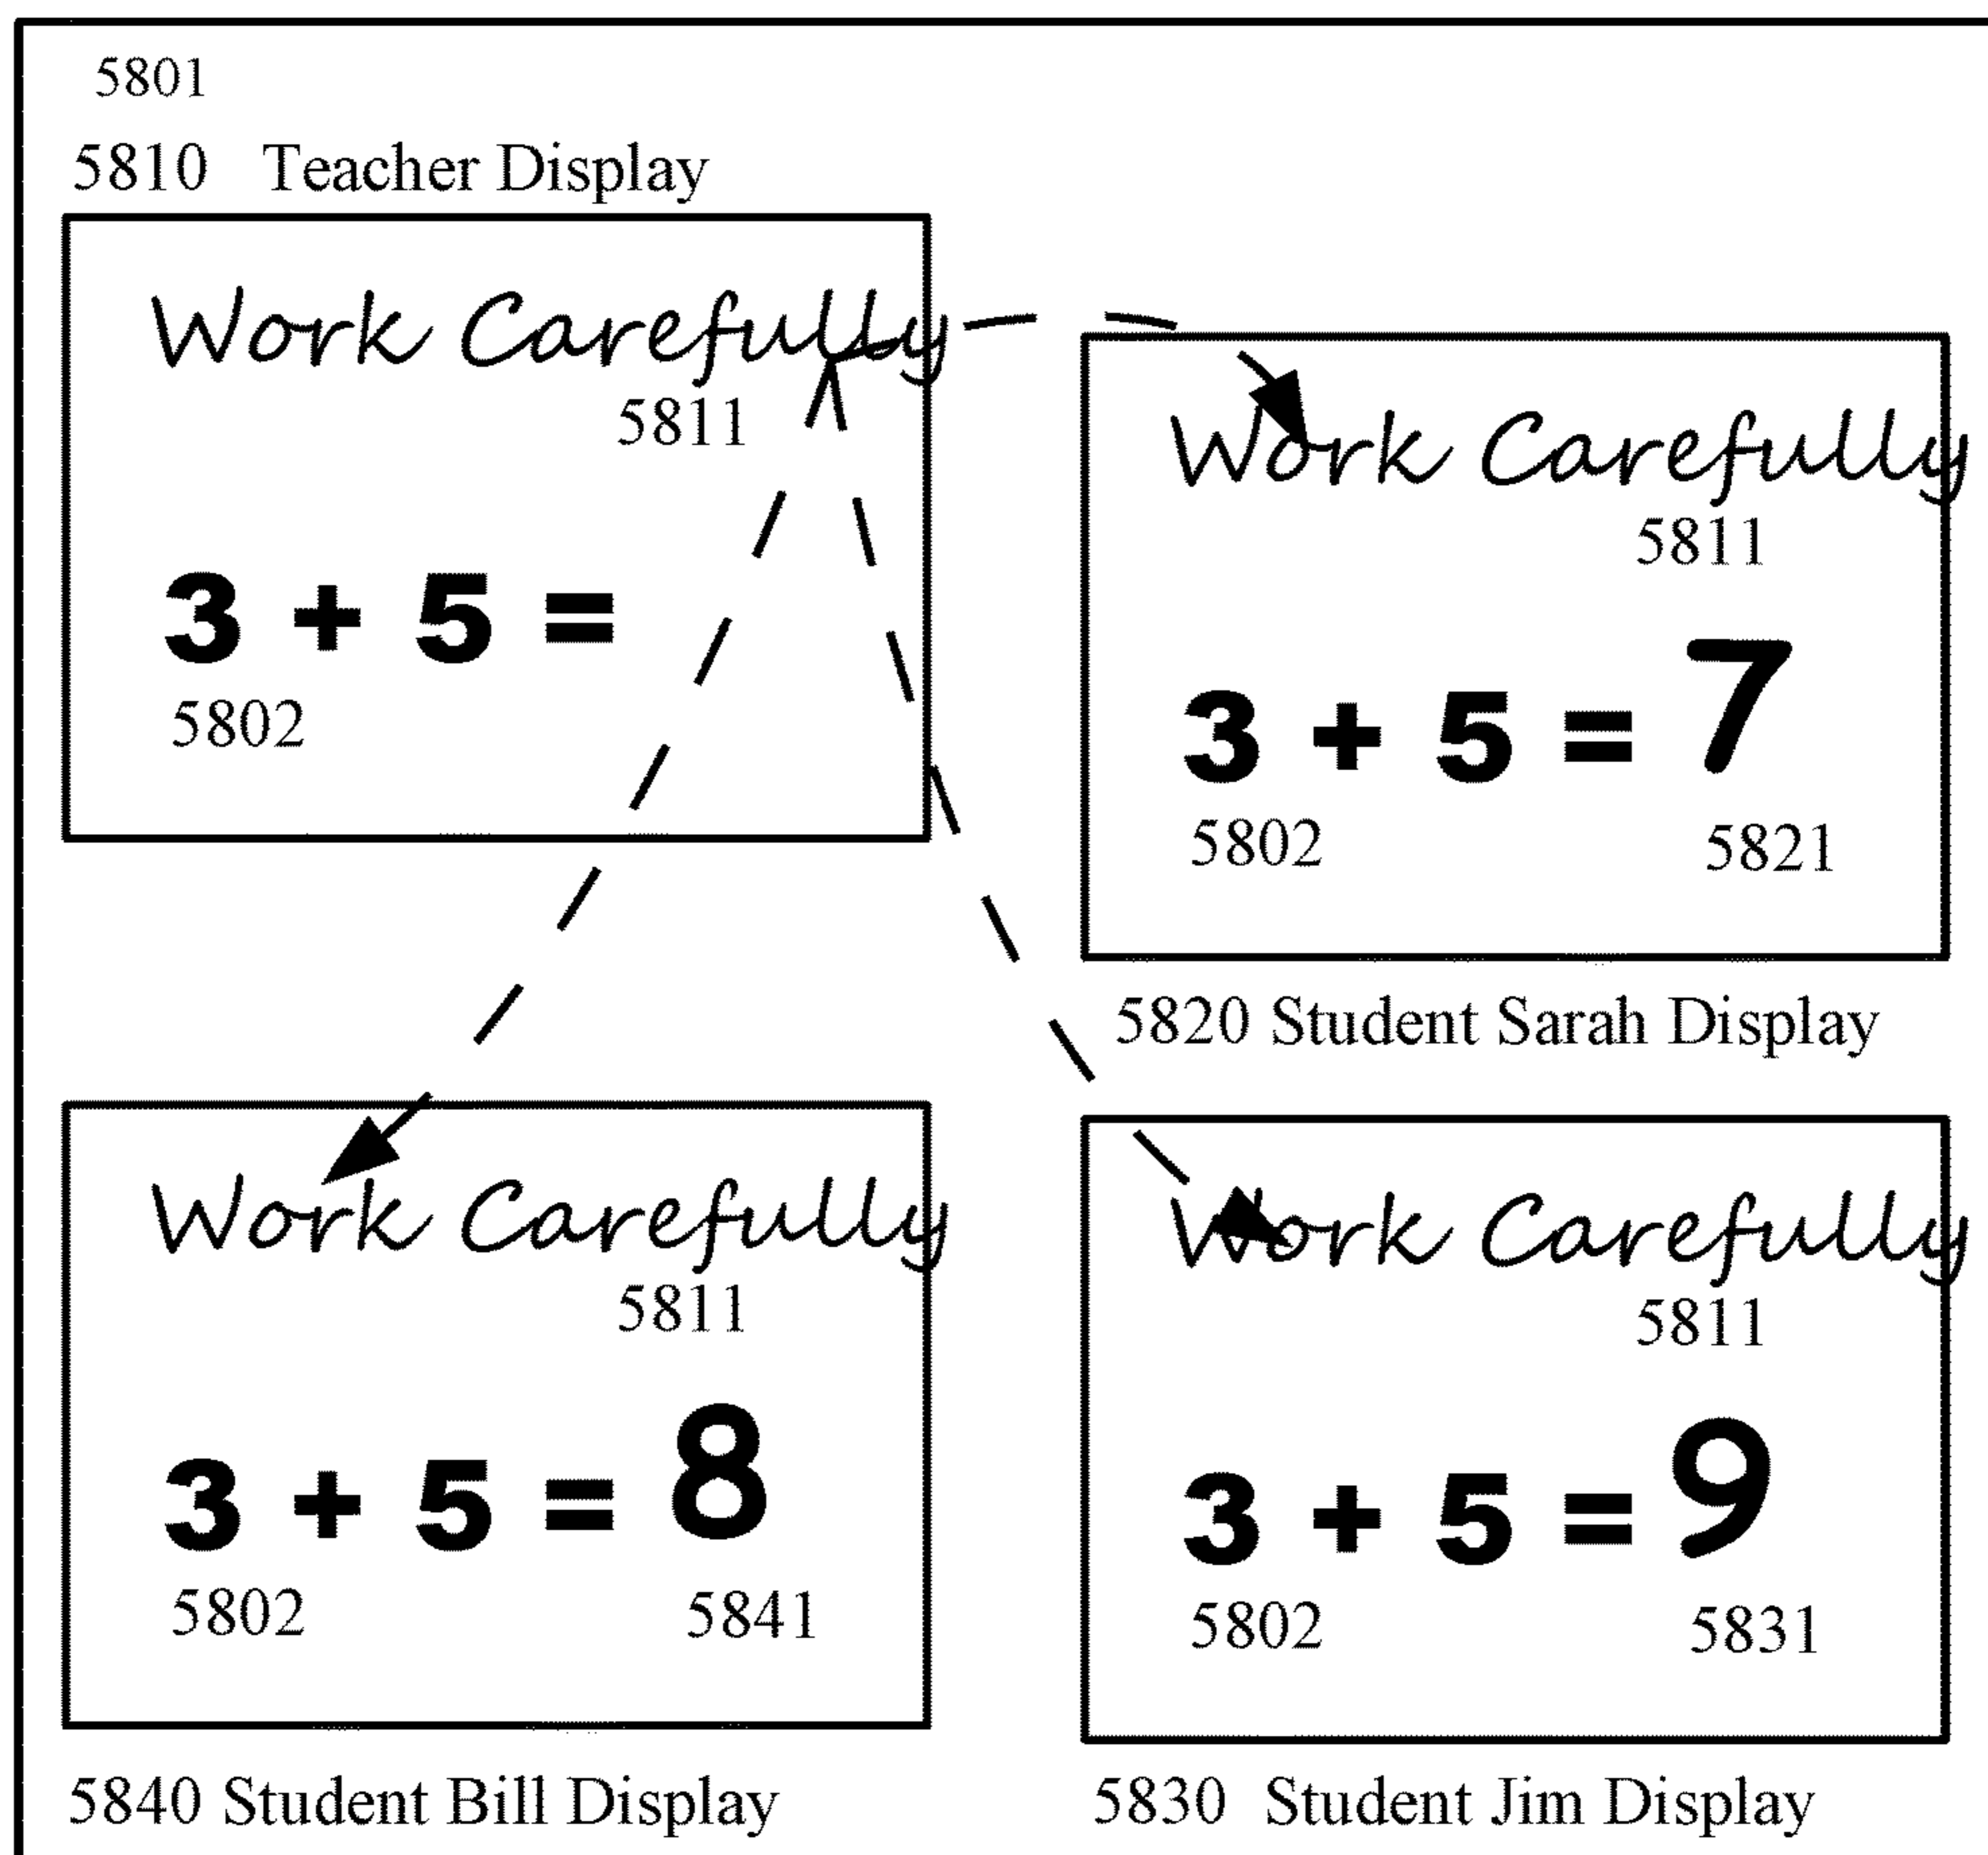 5801
5810 Teacher Display
Work Carefully
5811
3 + 5 =
5802
Work Carefully
5811
3 + 5 = 7
5802 5821
5820 Student Sarah Display
Work Carefully
5811
3 + 5 = 8
5802 5841
5840 Student Bill Display
Work Carefully
5811
3 + 5 = 9
5802 5831
5830 Student Jim Display